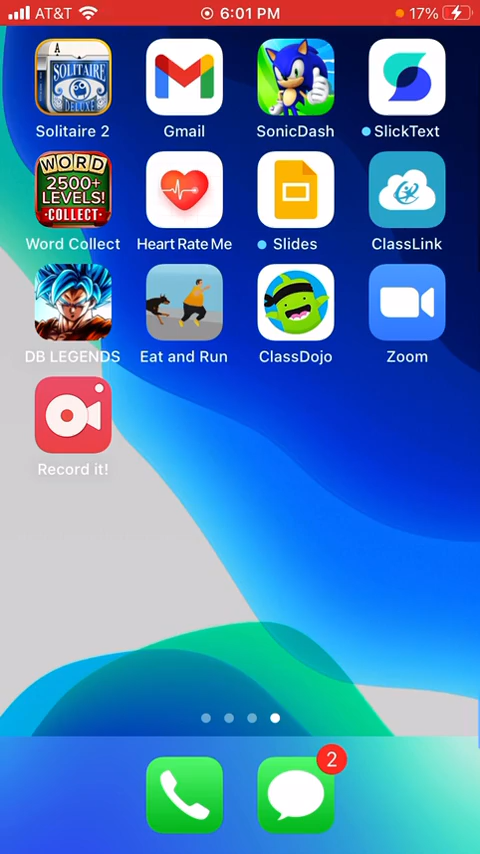 AT&T 6:01 PM 17%
A
SOLITAIRE
DELUXE
Solitaire 2 Gmail SonicDash SlickText
WORD
2500+
LEVELS!
COLLECT
Word Collect Heart Rate Me Slides ClassLink
DB LEGENDS Eat and Run ClassDojo Zoom
Record it!
2